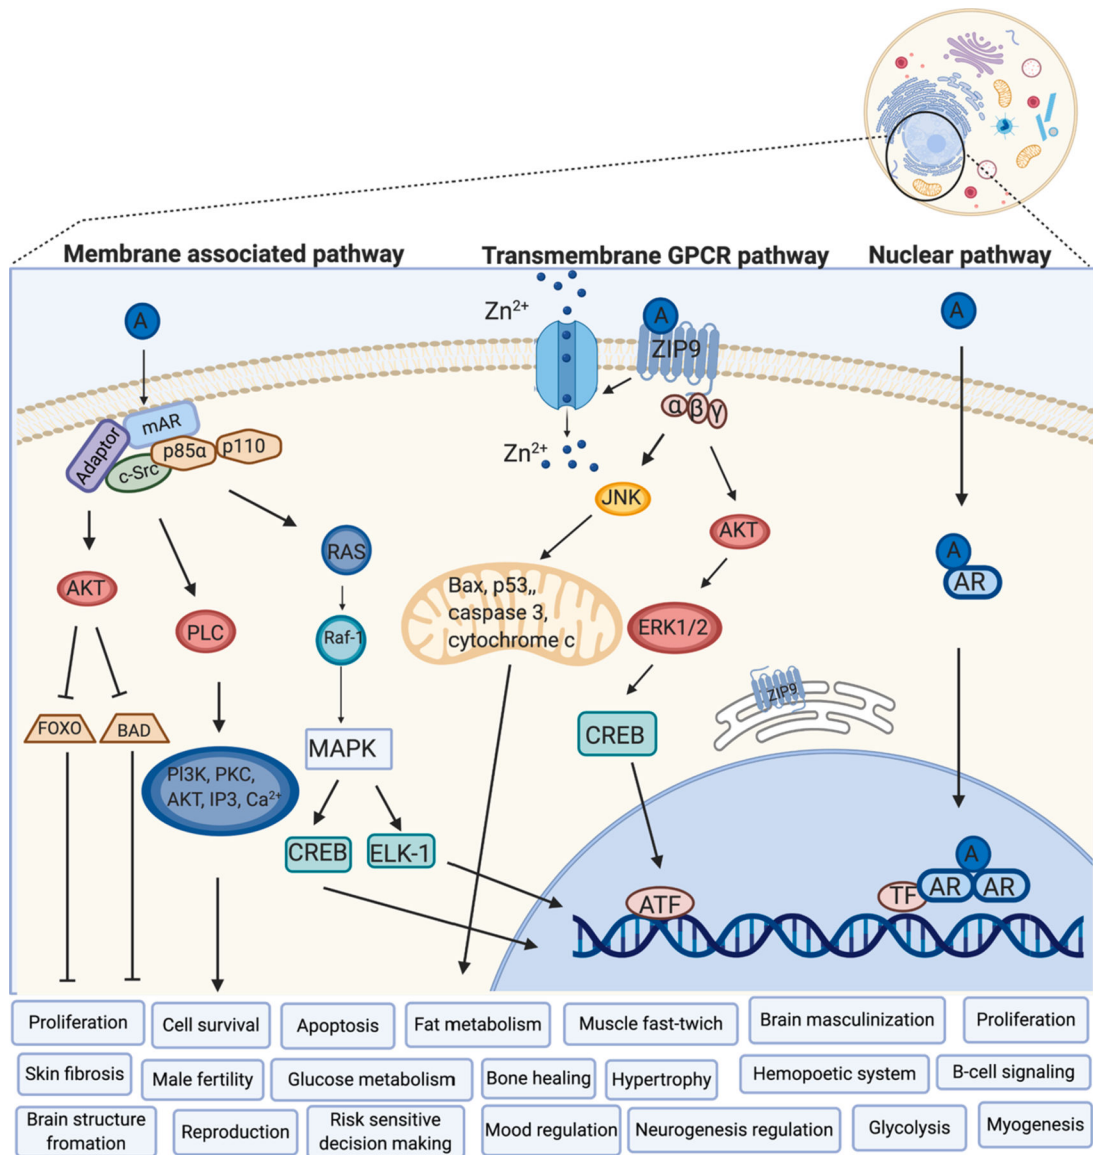 Membrane associated pathway
Transmembrane GPCR pathway
Nuclear pathway
A
mAR
Adaptor
c-Src
p85α
p110
AKT
PLC
FOXO
BAD
PI3K, PKC,
AKT, IP3, Ca²⁺
RAS
Raf-1
MAPK
CREB
ELK-1
Zn²⁺
Zn²⁺
A
ZIP9
α
β
γ
JNK
AKT
Bax, p53,,
caspase 3,
cytochrome c
ERK1/2
CREB
ZIP9
ATF
A
A
AR
A
TF
AR
AR
Proliferation
Cell survival
Apoptosis
Fat metabolism
Muscle fast-twich
Brain masculinization
Proliferation
Skin fibrosis
Male fertility
Glucose metabolism
Bone healing
Hypertrophy
Hemopoetic system
B-cell signaling
Brain structure
fromation
Reproduction
Risk sensitive
decision making
Mood regulation
Neurogenesis regulation
Glycolysis
Myogenesis